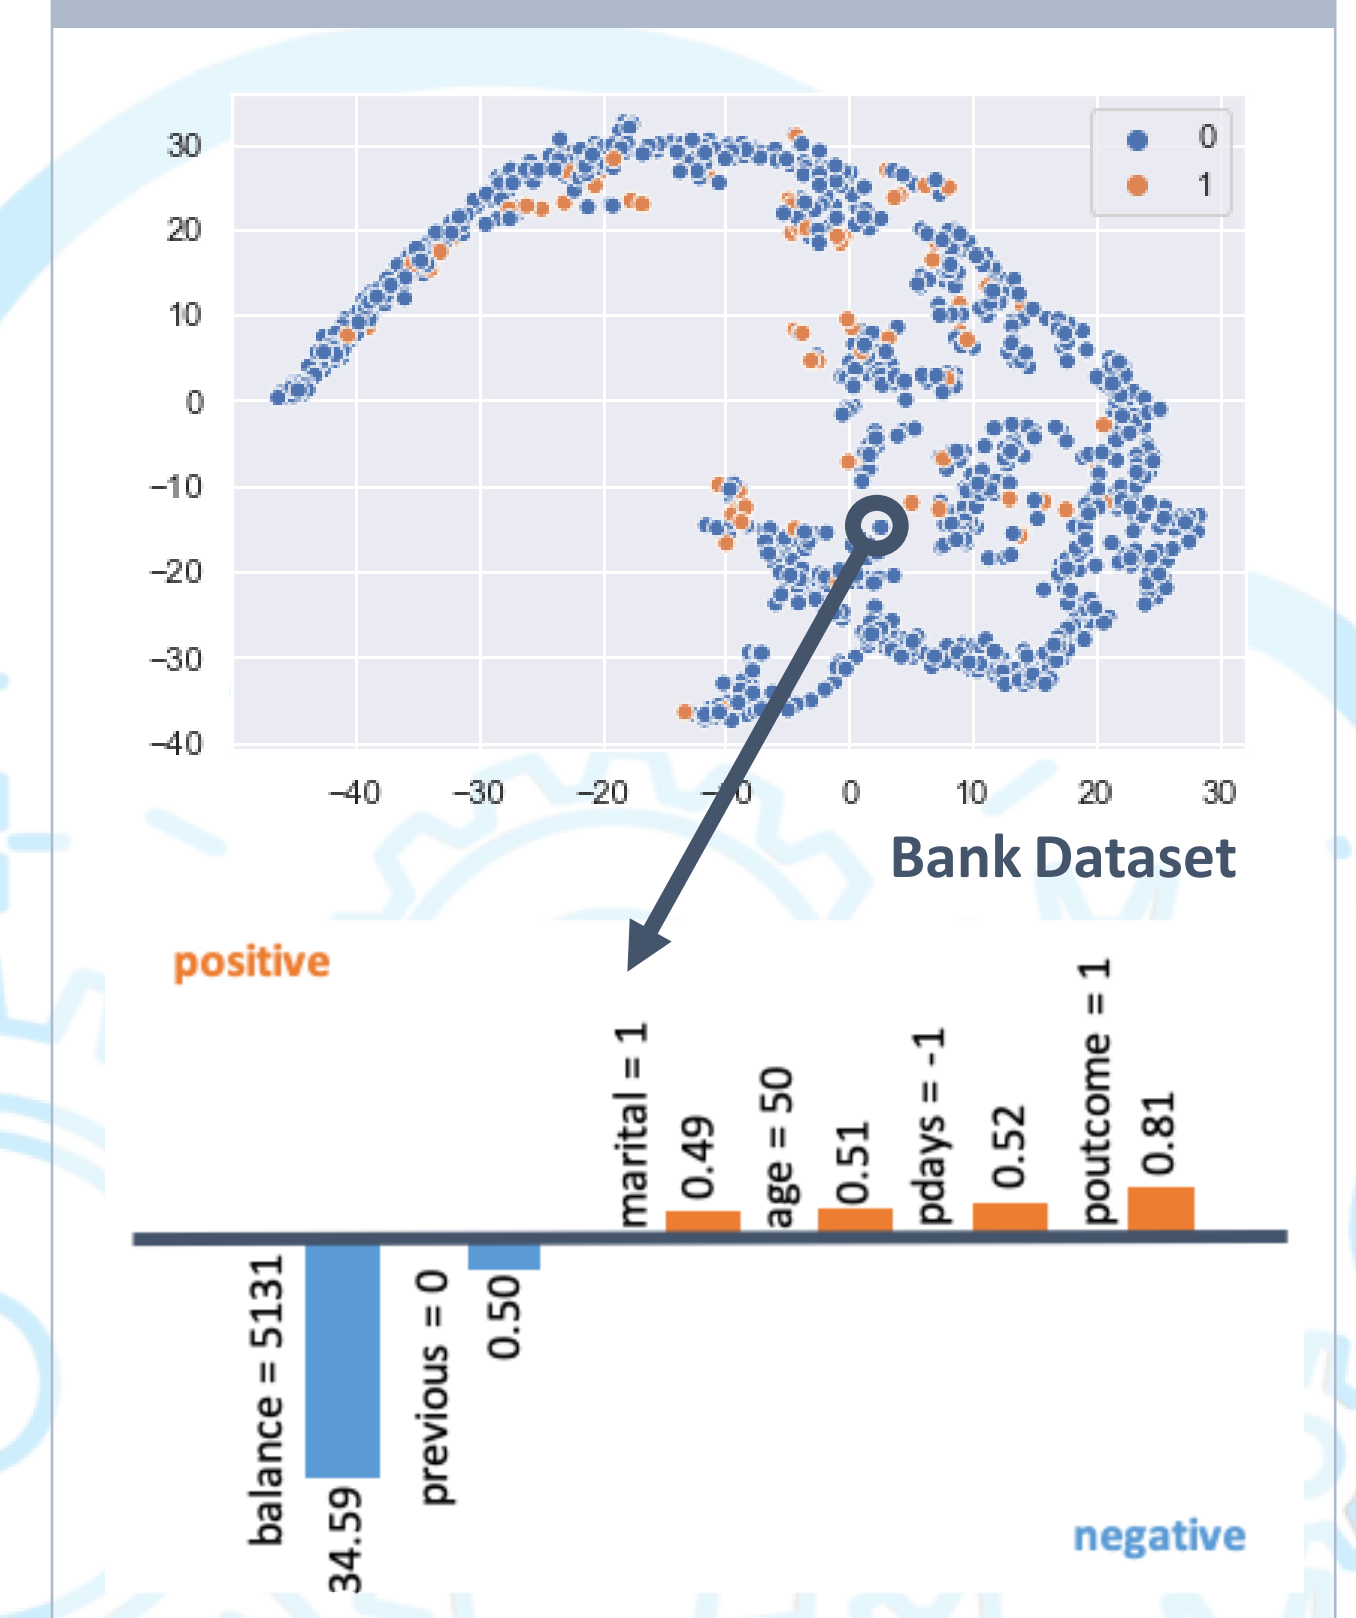 30
20
10
0
−10
−20
−30
−40
0
1
−40
−30
−20
−10
0
10
20
30
Bank Dataset
positive
marital = 1
0.49
age = 50
0.51
pdays = -1
0.52
poutcome = 1
0.81
balance = 5131
34.59
previous = 0
0.50
negative